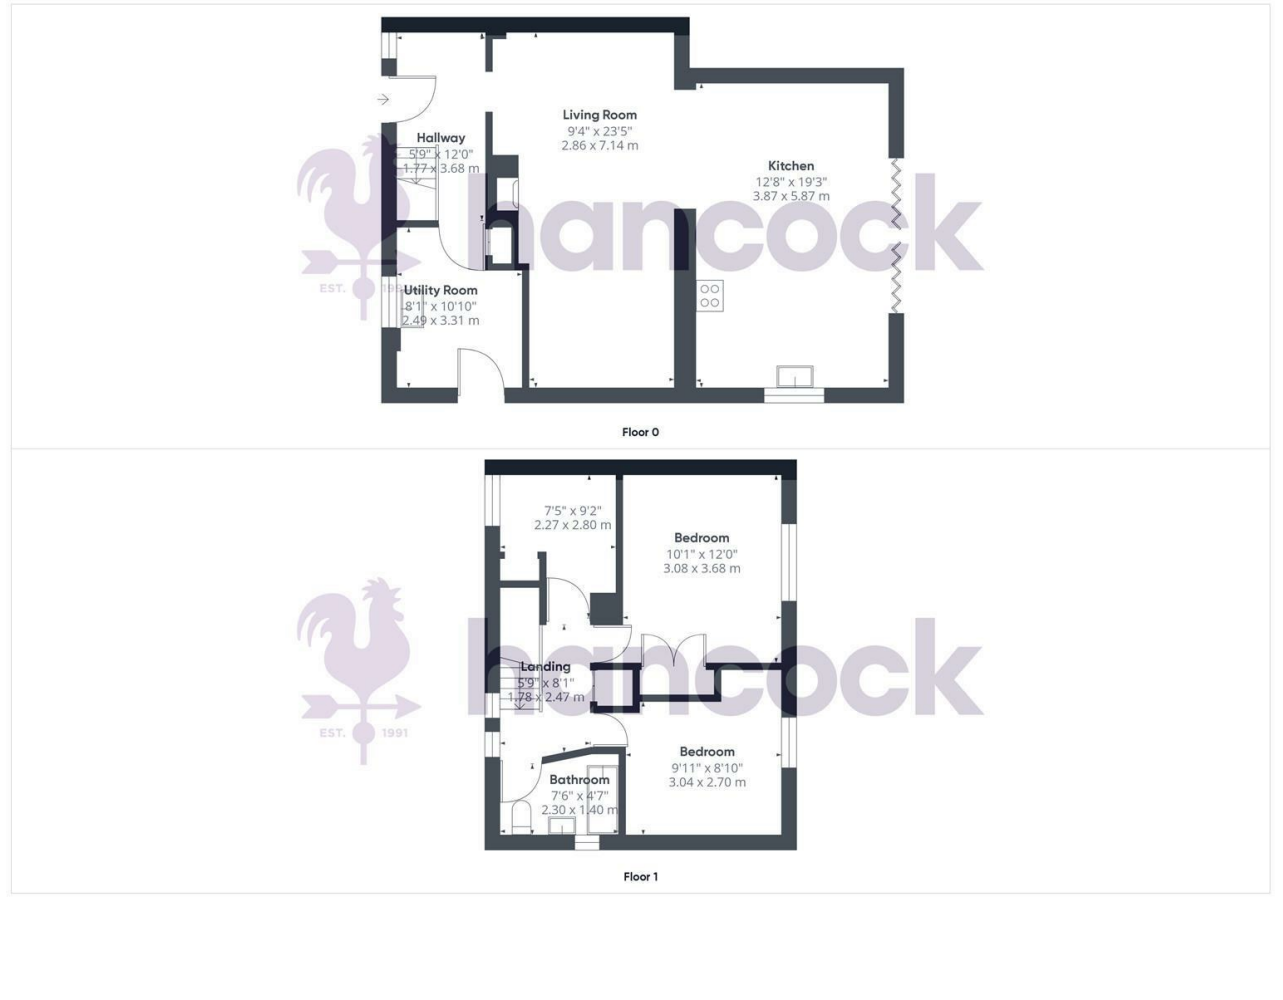 Living Room
9'4" x 23'5"
2.86 x 7.14 m
Hallway
5'9" x 12'0"
1.77 x 3.68 m
Kitchen
12'8" x 19'3"
3.87 x 5.87 m
hancock
EST. 1991
Utility Room
8'1" x 10'10"
2.49 x 3.31 m
Floor 0
7'5" x 9'2"
2.27 x 2.80 m
Bedroom
10'1" x 12'0"
3.08 x 3.68 m
hancock
Landing
5'9" x 8'1"
1.78 x 2.47 m
EST. 1991
Bedroom
9'11" x 8'10"
3.04 x 2.70 m
Bathroom
7'6" x 4'7"
2.30 x 1.40 m
Floor 1